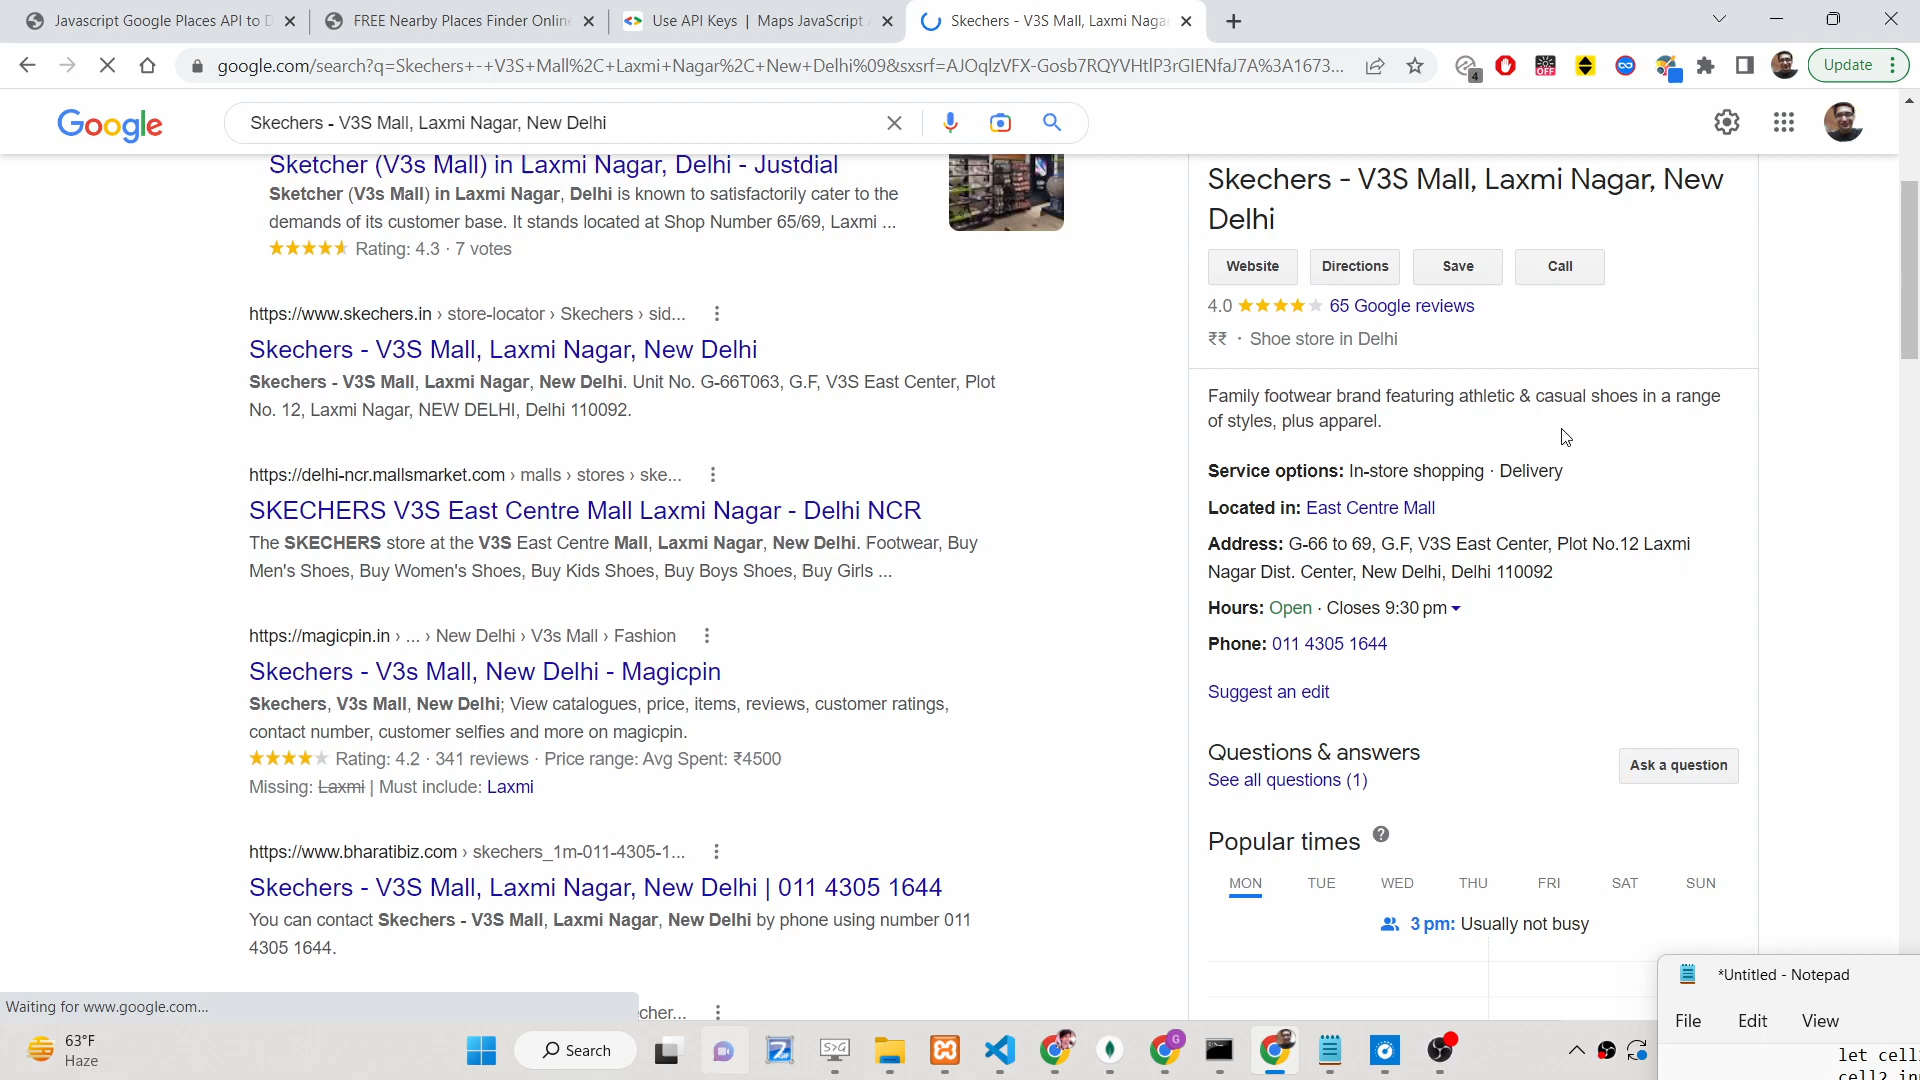 Javascript Google Places API to D
FREE Nearby Places Finder Online
Use API Keys | Maps JavaScript A
Skechers - V3S Mall, Laxmi Nagar
google.com/search?q=Skechers+-+V3S+Mall%2C+Laxmi+Nagar%2C+New+Delhi%09&sxsrf=AJOqlzVFX-Gosb7RQYVHtlP3rGIENfaJ7A%3A1673...
4
OFF
Update
Google
Skechers - V3S Mall, Laxmi Nagar, New Delhi
Sketcher (V3s Mall) in Laxmi Nagar, Delhi - Justdial
Sketcher (V3s Mall) in Laxmi Nagar, Delhi is known to satisfactorily cater to the
demands of its customer base. It stands located at Shop Number 65/69, Laxmi ...
Rating: 4.3 · 7 votes
https://www.skechers.in › store-locator › Skechers › sid...
Skechers - V3S Mall, Laxmi Nagar, New Delhi
Skechers - V3S Mall, Laxmi Nagar, New Delhi. Unit No. G-66T063, G.F, V3S East Center, Plot
No. 12, Laxmi Nagar, NEW DELHI, Delhi 110092.
https://delhi-ncr.mallsmarket.com › malls › stores › ske...
SKECHERS V3S East Centre Mall Laxmi Nagar - Delhi NCR
The SKECHERS store at the V3S East Centre Mall, Laxmi Nagar, New Delhi. Footwear, Buy
Men's Shoes, Buy Women's Shoes, Buy Kids Shoes, Buy Boys Shoes, Buy Girls ...
https://magicpin.in › ... › New Delhi › V3s Mall › Fashion
Skechers - V3s Mall, New Delhi - Magicpin
Skechers, V3s Mall, New Delhi; View catalogues, price, items, reviews, customer ratings,
contact number, customer selfies and more on magicpin.
Rating: 4.2 · 341 reviews · Price range: Avg Spent: ₹4500
Missing: Laxmi | Must include: Laxmi
https://www.bharatibiz.com › skechers_1m-011-4305-1...
Skechers - V3S Mall, Laxmi Nagar, New Delhi | 011 4305 1644
You can contact Skechers - V3S Mall, Laxmi Nagar, New Delhi by phone using number 011
4305 1644.
cher...
Waiting for www.google.com...
Skechers - V3S Mall, Laxmi Nagar, New
Delhi
Website
Directions
Save
Call
4.0 65 Google reviews
₹₹ · Shoe store in Delhi
Family footwear brand featuring athletic & casual shoes in a range
of styles, plus apparel.
Service options: In-store shopping · Delivery
Located in: East Centre Mall
Address: G-66 to 69, G.F, V3S East Center, Plot No.12 Laxmi
Nagar Dist. Center, New Delhi, Delhi 110092
Hours: Open · Closes 9:30 pm
Phone: 011 4305 1644
Suggest an edit
Questions & answers
See all questions (1)
Ask a question
Popular times
MON TUE WED THU FRI SAT SUN
3 pm: Usually not busy
*Untitled - Notepad
File Edit View
let cell
cell2.in
63°F
Haze
Search